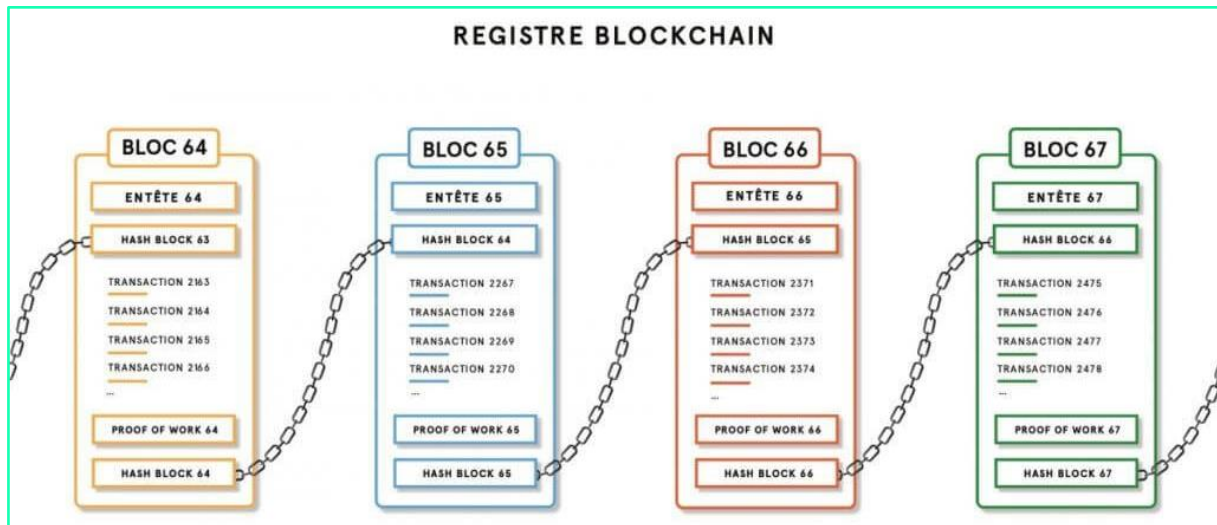 REGISTRE BLOCKCHAIN
BLOC 64
ENTÊTE 64
HASH BLOCK 63
TRANSACTION 2163
TRANSACTION 2164
TRANSACTION 2165
TRANSACTION 2166
...
PROOF OF WORK 64
HASH BLOCK 64
BLOC 65
ENTÊTE 65
HASH BLOCK 64
TRANSACTION 2267
TRANSACTION 2268
TRANSACTION 2269
TRANSACTION 2270
...
PROOF OF WORK 65
HASH BLOCK 65
BLOC 66
ENTÊTE 66
HASH BLOCK 65
TRANSACTION 2371
TRANSACTION 2372
TRANSACTION 2373
TRANSACTION 2374
...
PROOF OF WORK 66
HASH BLOCK 66
BLOC 67
ENTÊTE 67
HASH BLOCK 66
TRANSACTION 2475
TRANSACTION 2476
TRANSACTION 2477
TRANSACTION 2478
...
PROOF OF WORK 67
HASH BLOCK 67